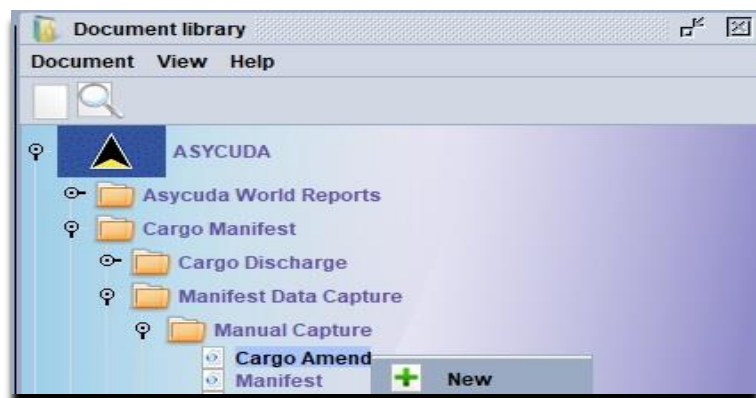 Document library
Document View Help
ASYCUDA
Asycuda World Reports
Cargo Manifest
Cargo Discharge
Manifest Data Capture
Manual Capture
Cargo Amend
Manifest
New